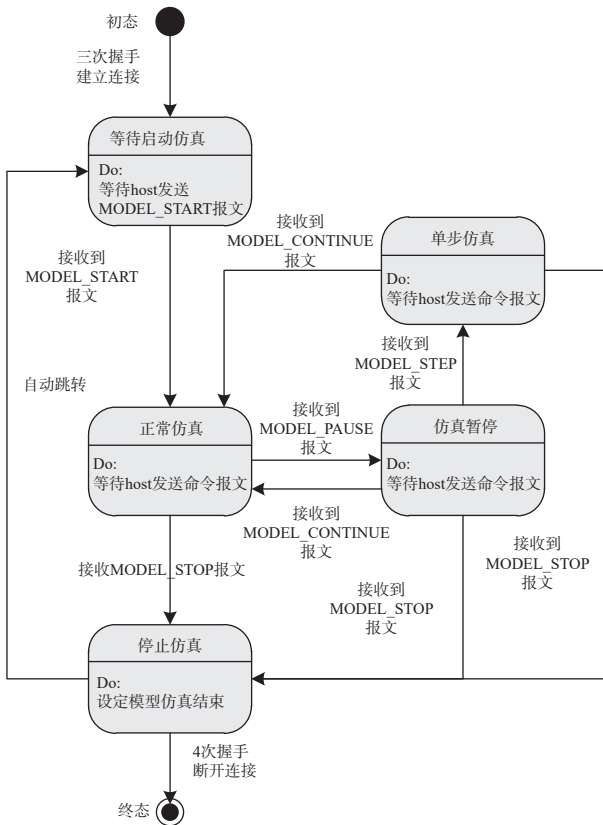 初态
三次握手
建立连接
等待启动仿真
Do:
等待host发送
MODEL_START报文
接收到
MODEL_START
报文
接收到
MODEL_CONTINUE
报文
单步仿真
Do:
等待host发送命令报文
接收到
MODEL_STEP
报文
自动跳转
正常仿真
Do:
等待host发送命令报文
接收到
MODEL_PAUSE
报文
仿真暂停
Do:
等待host发送命令报文
接收到
MODEL_CONTINUE
报文
接收MODEL_STOP报文
接收到
MODEL_STOP
报文
接收到
MODEL_STOP
报文
停止仿真
Do:
设定模型仿真结束
4次握手
断开连接
终态